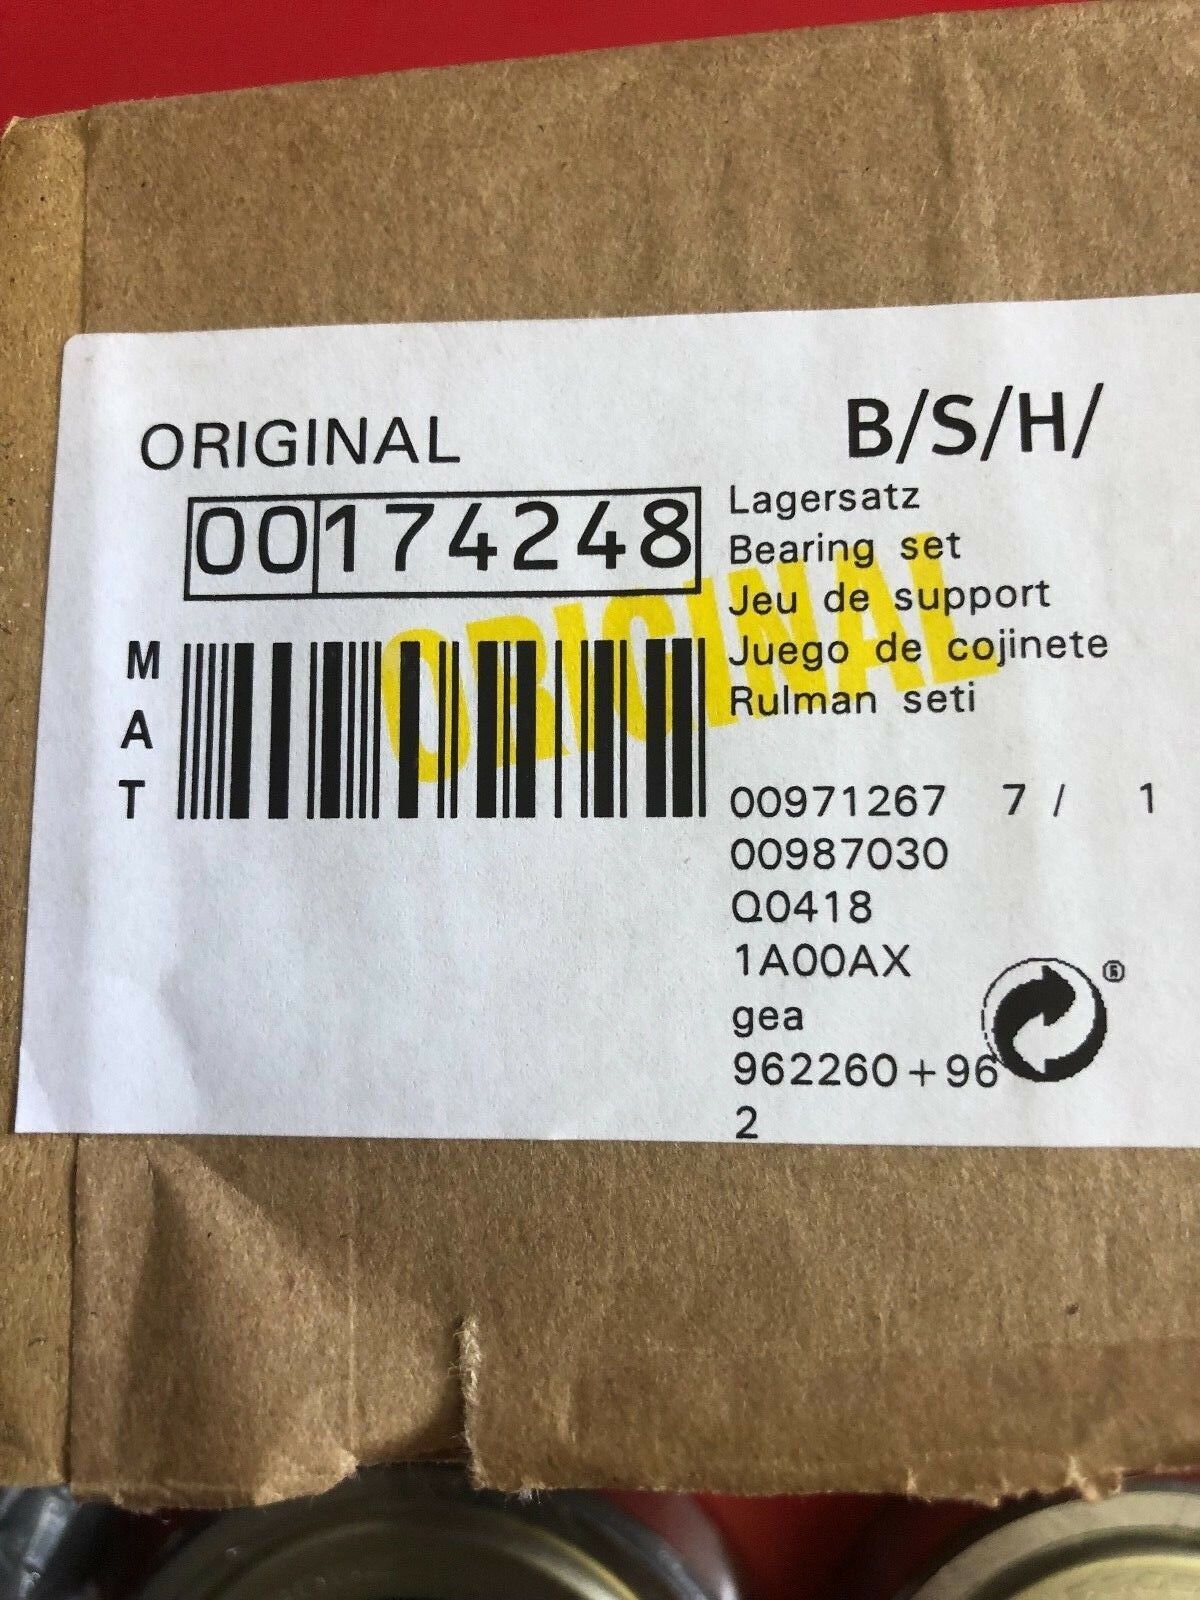 ORIGINAL
B/S/H/
00174248
Lagersatz
Bearing set
Jeu de support
Juego de cojinete
Rulman seti
ORIGINAL
MAT
00971267 7 / 1
00987030
Q0418
1A00AX
gea
962260+96
2